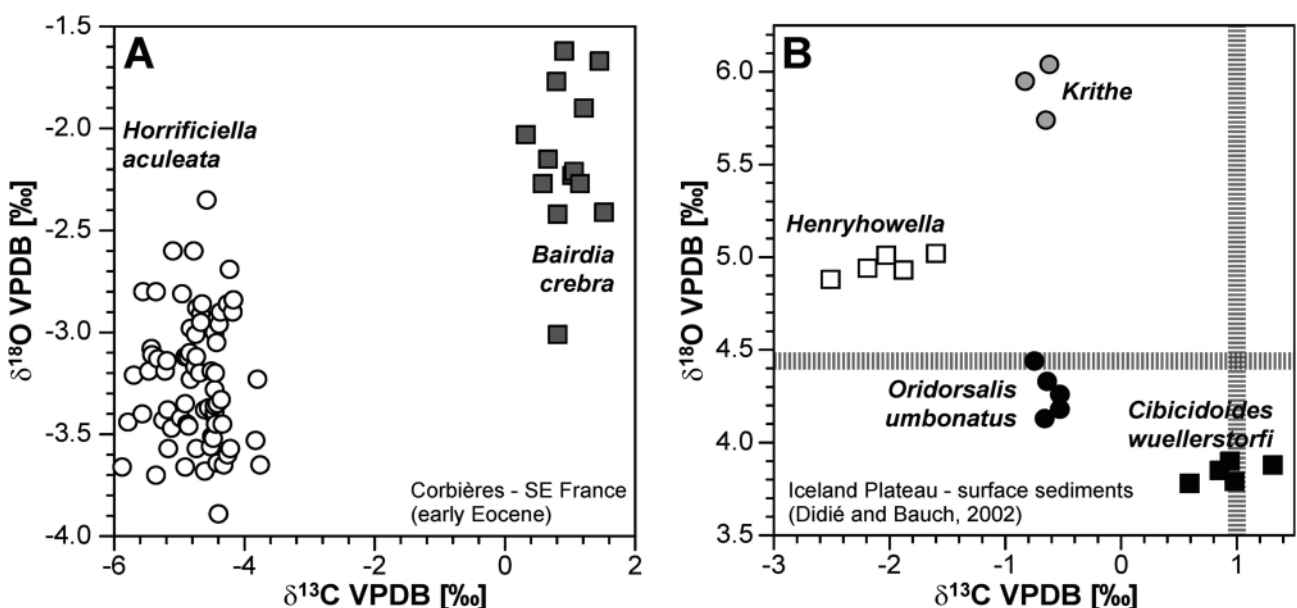 A
-1.5
-2.0
-2.5
-3.0
-3.5
-4.0
δ18O VPDB [‰]
Horrificiella
aculeata
Bairdia
crebra
Corbières - SE France
(early Eocene)
-6
-4
-2
0
2
δ13C VPDB [‰]
B
6.0
5.5
5.0
4.5
4.0
3.5
δ18O VPDB [‰]
Krithe
Henryhowella
Oridorsalis
umbonatus
Cibicidoides
wuellerstorfi
Iceland Plateau - surface sediments
(Didié and Bauch, 2002)
-3
-2
-1
0
1
δ13C VPDB [‰]